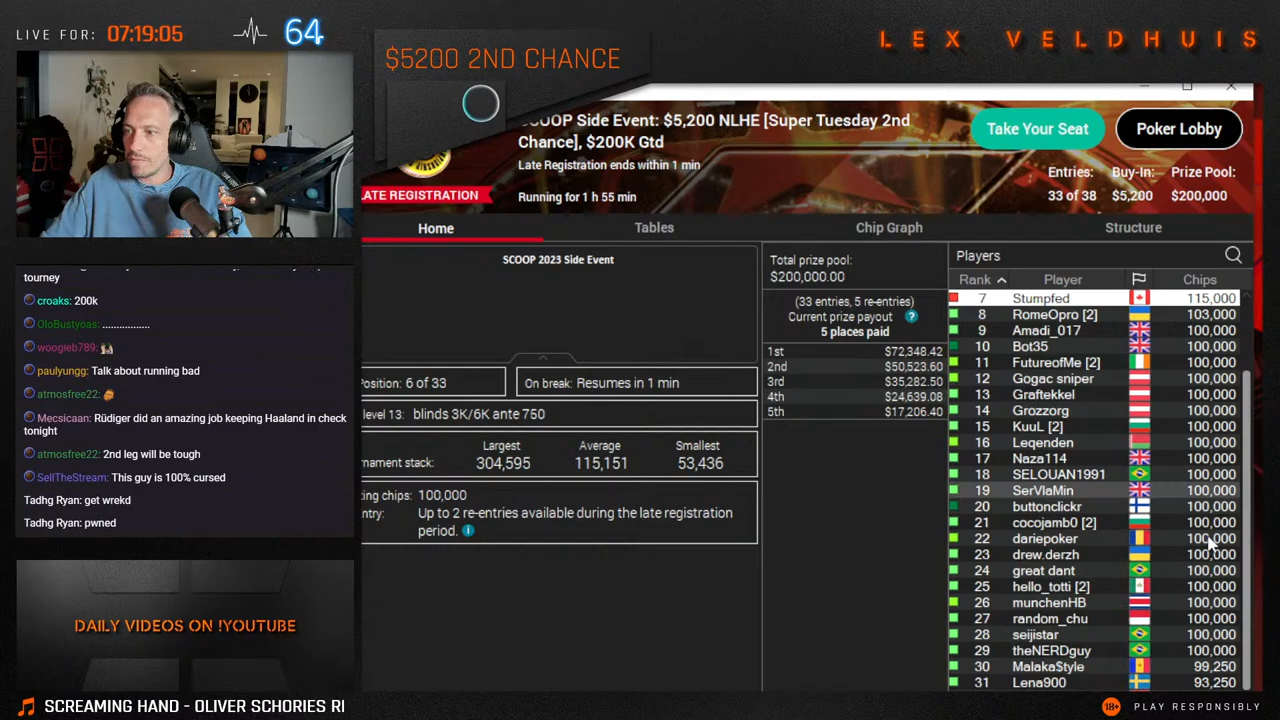 LIVE FOR: 07:19:05 64
$5200 2ND CHANCE
LEX VELDHUIS
SCOOP Side Event: $5,200 NLHE [Super Tuesday 2nd
Chance], $200K Gtd
Late Registration ends within 1 min
LATE REGISTRATION
Running for 1 h 55 min
Take Your Seat
Poker Lobby
Entries: Buy-In: Prize Pool:
33 of 38 $5,200 $200,000
Home Tables Chip Graph Structure
SCOOP 2023 Side Event
Position: 6 of 33
On break: Resumes in 1 min
level 13: blinds 3K/6K ante 750
Largest Average Smallest
nament stack: 304,595 115,151 53,436
ting chips: 100,000
entry: Up to 2 re-entries available during the late registration
period.
Total prize pool:
$200,000.00
(33 entries, 5 re-entries)
Current prize payout
5 places paid
1st $72,348.42
2nd $50,523.60
3rd $35,282.50
4th $24,639.08
5th $17,206.40
Players
Rank Player Chips
7 Stumpfed 115,000
8 RomeOpro [2] 103,000
9 Amadi_017 100,000
10 Bot35 100,000
11 FutureofMe [2] 100,000
12 Gogac sniper 100,000
13 Graftekkel 100,000
14 Grozzorg 100,000
15 KuuL [2] 100,000
16 Leqenden 100,000
17 Naza114 100,000
18 SELOUAN1991 100,000
19 SerVlaMin 100,000
20 buttonclickr 100,000
21 cocojamb0 [2] 100,000
22 dariepoker 100,000
23 drew.derzh 100,000
24 great dant 100,000
25 hello_totti [2] 100,000
26 munchenHB 100,000
27 random_chu 100,000
28 seijistar 100,000
29 theNERDguy 100,000
30 Malaka$tyle 99,250
31 Lena900 93,250
tourney
croaks: 200k
OloBustyoas: ................
woogieb789:
paulyungg: Talk about running bad
atmosfree22:
Mecsicaan: Rüdiger did an amazing job keeping Haaland in check
tonight
atmosfree22: 2nd leg will be tough
SellTheStream: This guy is 100% cursed
Tadhg Ryan: get wrekd
Tadhg Ryan: pwned
DAILY VIDEOS ON !YOUTUBE
SCREAMING HAND - OLIVER SCHORIES RI
18+ PLAY RESPONSIBLY